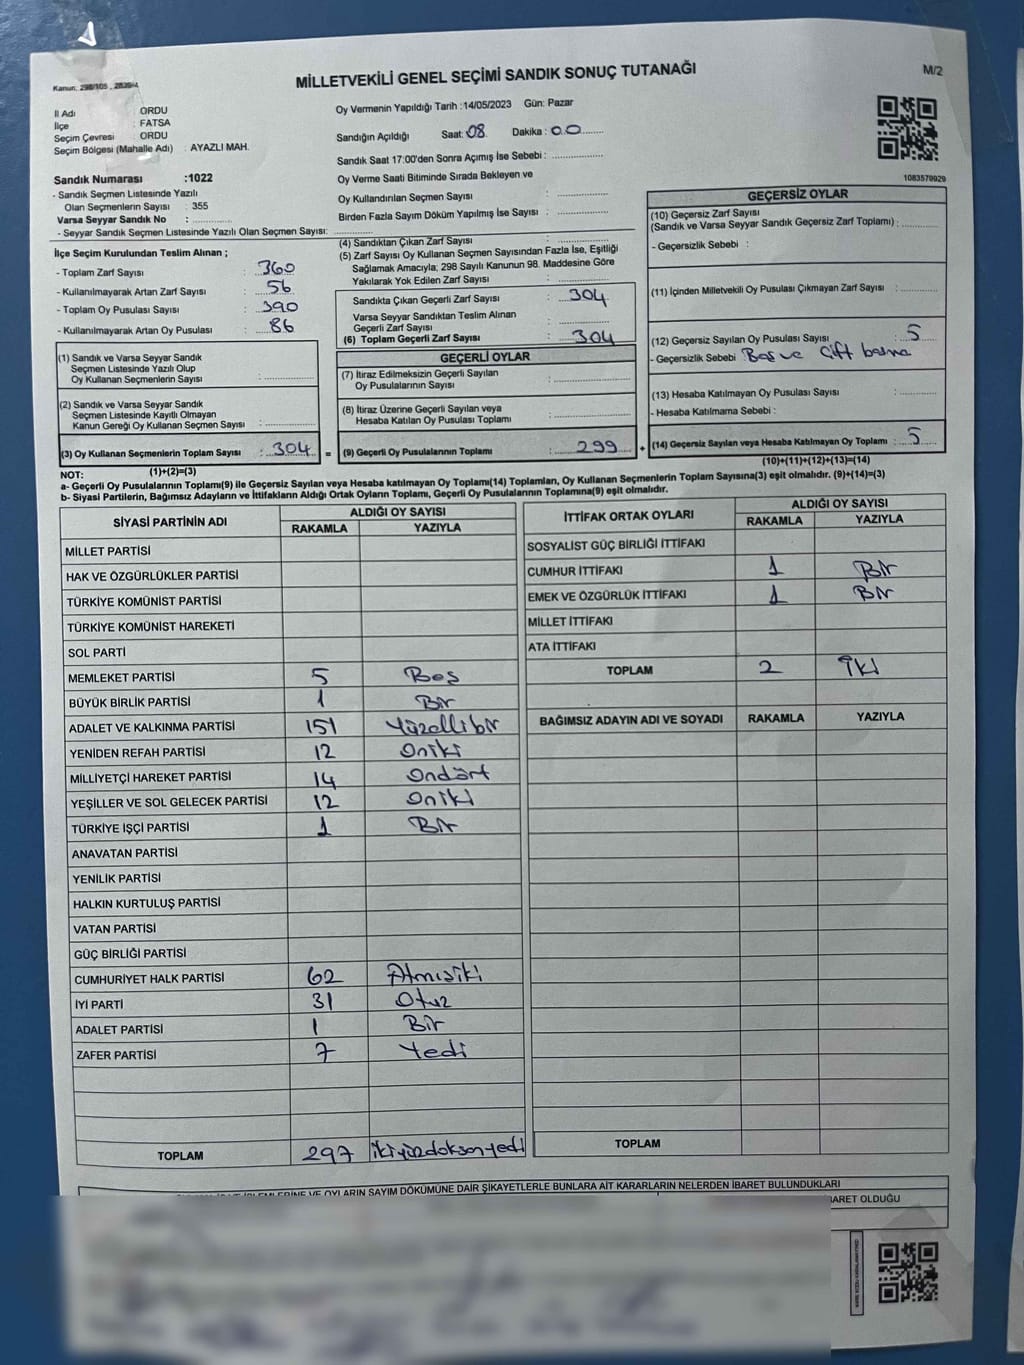 Kanun: 298/105 , 2839/4
MİLLETVEKİLİ GENEL SEÇİMİ SANDIK SONUÇ TUTANAĞI
M/2
İl Adı : ORDU
İlçe : FATSA
Seçim Çevresi : ORDU
Seçim Bölgesi (Mahalle Adı) : AYAZLI MAH.
Sandık Numarası :1022
- Sandık Seçmen Listesinde Yazılı
Olan Seçmenlerin Sayısı : 355
Varsa Seyyar Sandık No : ..............
- Seyyar Sandık Seçmen Listesinde Yazılı Olan Seçmen Sayısı: ..............
Oy Vermenin Yapıldığı Tarih :14/05/2023 Gün: Pazar
Sandığın Açıldığı Saat: 08. Dakika : 00
Sandık Saat 17:00'den Sonra Açımış İse Sebebi : ..............
Oy Verme Saati Bitiminde Sırada Bekleyen ve
Oy Kullandırılan Seçmen Sayısı : ..............
Birden Fazla Sayım Döküm Yapılmış İse Sayısı : ..............
1083570929
İlçe Seçim Kurulundan Teslim Alınan ;
- Toplam Zarf Sayısı : 360
- Kullanılmayarak Artan Zarf Sayısı : 56
- Toplam Oy Pusulası Sayısı : 390
- Kullanılmayarak Artan Oy Pusulası : 86
(4) Sandıktan Çıkan Zarf Sayısı : ..............
(5) Zarf Sayısı Oy Kullanan Seçmen Sayısından Fazla İse, Eşitliği
Sağlamak Amacıyla, 298 Sayılı Kanunun 98. Maddesine Göre
Yakılarak Yok Edilen Zarf Sayısı : ..............
Sandıkta Çıkan Geçerli Zarf Sayısı : 304
Varsa Seyyar Sandıktan Teslim Alınan
Geçerli Zarf Sayısı : ..............
(6) Toplam Geçerli Zarf Sayısı : 304
GEÇERSİZ OYLAR
(10) Geçersiz Zarf Sayısı
(Sandık ve Varsa Seyyar Sandık Geçersiz Zarf Toplamı) : ..............
- Geçersizlik Sebebi :
(11) İçinden Milletvekili Oy Pusulası Çıkmayan Zarf Sayısı : ..............
(12) Geçersiz Sayılan Oy Pusulası Sayısı : 5
- Geçersizlik Sebebi : Boş ve Çift basma
(13) Hesaba Katılmayan Oy Pusulası Sayısı : ..............
- Hesaba Katılmama Sebebi :
(14) Geçersiz Sayılan veya Hesaba Katılmayan Oy Toplamı : 5
(1) Sandık ve Varsa Seyyar Sandık
Seçmen Listesinde Yazılı Olup
Oy Kullanan Seçmenlerin Sayısı : ..............
(2) Sandık ve Varsa Seyyar Sandık
Seçmen Listesinde Kayıtlı Olmayan
Kanun Gereği Oy Kullanan Seçmen Sayısı : ..............
(3) Oy Kullanan Seçmenlerin Toplam Sayısı : 304 =
GEÇERLİ OYLAR
(7) İtiraz Edilmeksizin Geçerli Sayılan
Oy Pusulalarının Sayısı : ..............
(8) İtiraz Üzerine Geçerli Sayılan veya
Hesaba Katılan Oy Pusulası Toplamı : ..............
(9) Geçerli Oy Pusulalarının Toplamı : 299 +
(10)+(11)+(12)+(13)=(14)
NOT: (1)+(2)=(3)
a- Geçerli Oy Pusulalarının Toplamı(9) ile Geçersiz Sayılan veya Hesaba katılmayan Oy Toplamı(14) Toplamları, Oy Kullanan Seçmenlerin Toplam Sayısına(3) eşit olmalıdır. (9)+(14)=(3)
b- Siyasi Partilerin, Bağımsız Adayların ve İttifakların Aldığı Ortak Oyların Toplamı, Geçerli Oy Pusulalarının Toplamına(9) eşit olmalıdır.
SİYASİ PARTİNİN ADI ALDIĞI OY SAYISI
RAKAMLA YAZIYLA
MİLLET PARTİSİ
HAK VE ÖZGÜRLÜKLER PARTİSİ
TÜRKİYE KOMÜNİST PARTİSİ
TÜRKİYE KOMÜNİST HAREKETİ
SOL PARTİ
MEMLEKET PARTİSİ 5 Beş
BÜYÜK BİRLİK PARTİSİ 1 Bir
ADALET VE KALKINMA PARTİSİ 151 Yüzellibir
YENİDEN REFAH PARTİSİ 12 Oniki
MİLLİYETÇİ HAREKET PARTİSİ 14 Ondört
YEŞİLLER VE SOL GELECEK PARTİSİ 12 Oniki
TÜRKİYE İŞÇİ PARTİSİ 1 Bir
ANAVATAN PARTİSİ
YENİLİK PARTİSİ
HALKIN KURTULUŞ PARTİSİ
VATAN PARTİSİ
GÜÇ BİRLİĞİ PARTİSİ
CUMHURİYET HALK PARTİSİ 62 Atmışiki
İYİ PARTİ 31 Otuz
ADALET PARTİSİ 1 Bir
ZAFER PARTİSİ 7 Yedi
TOPLAM 297 ikiyüzdoksanyedi
İTTİFAK ORTAK OYLARI ALDIĞI OY SAYISI
RAKAMLA YAZIYLA
SOSYALİST GÜÇ BİRLİĞİ İTTİFAKI
CUMHUR İTTİFAKI 1 Bir
EMEK VE ÖZGÜRLÜK İTTİFAKI 1 Bir
MİLLET İTTİFAKI
ATA İTTİFAKI
TOPLAM 2 İki
BAĞIMSIZ ADAYIN ADI VE SOYADI RAKAMLA YAZIYLA
TOPLAM
VE OYLARIN SAYIM DÖKÜMÜNE DAİR ŞİKAYETLERLE BUNLARA AİT KARARLARIN NELERDEN İBARET BULUNDUKLARI
OLDUĞU